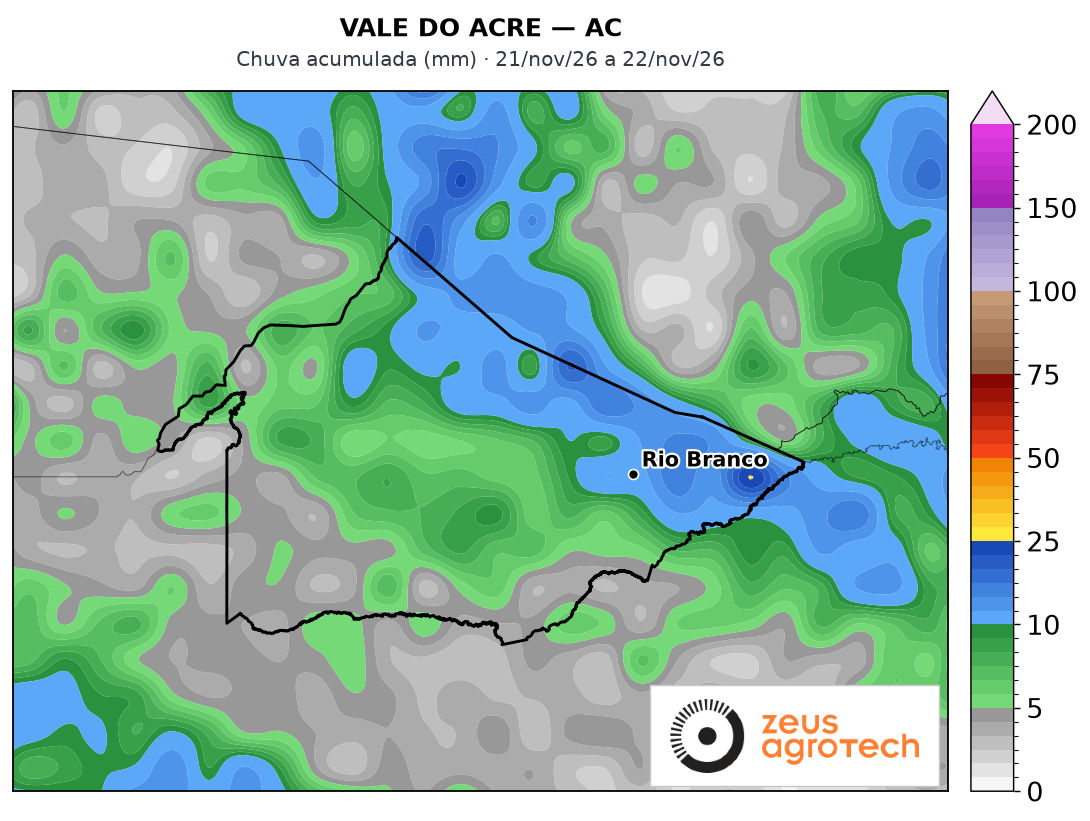 VALE DO ACRE — AC
Chuva acumulada (mm) · 21/nov/26 a 22/nov/26
200
150
100
75
50
25
10
5
0
Rio Branco
zeus
agrotech